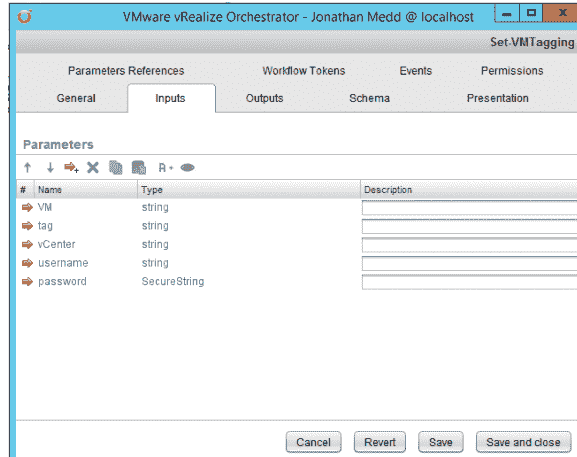 VMware vRealize Orchestrator - Jonathan Medd @ localhost
Set-VMTagging
Parameters References Workflow Tokens Events Permissions
General Inputs Outputs Schema Presentation
Parameters
A
# Name Type Description
VM string
tag string
vCenter string
username string
password SecureString
Cancel Revert Save Save and close